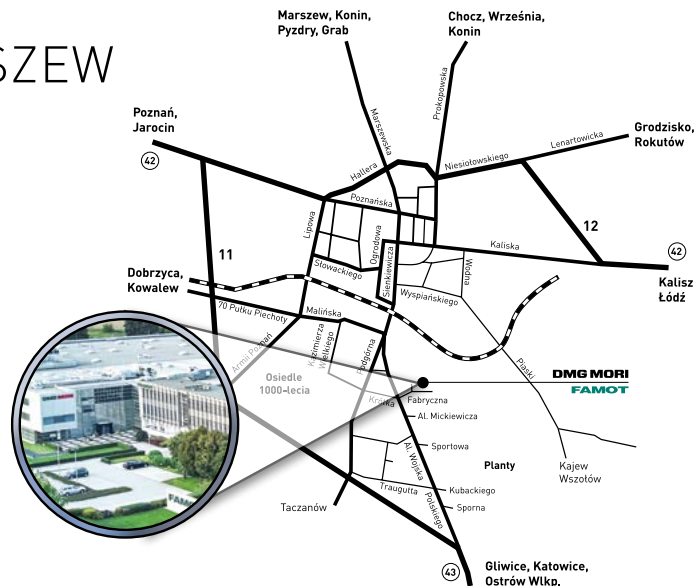 SZEW
Marszew, Konin,
Pyzdry, Grab
Chocz, Września,
Konin
Poznań,
Jarocin
42
Marszewska
Prokopowska
Grodzisko,
Rokutów
Lenartowicka
Niesiołowskiego
Hallera
Poznańska
Lipowa
Ogrodowa
Sienkiewicza
Słowackiego
11
12
Kaliska
42
Kalisz
Łódź
Wodna
Wyspiańskiego
Dobrzyca,
Kowalew
70 Pułku Piechoty
Malińska
Armii Poznań
Kazimierza
Wielkiego
Podgórna
Osiedle
1000-lecia
Krótka
Fabryczna
Piaski
DMG MORI
FAMOT
Al. Mickiewicza
Sportowa
Al. Wojska
Polskiego
Planty
Kajew
Wszołów
Traugutta
Kubackiego
Sporna
Taczanów
43
Gliwice, Katowice,
Ostrów Wlkp,
FAMOT